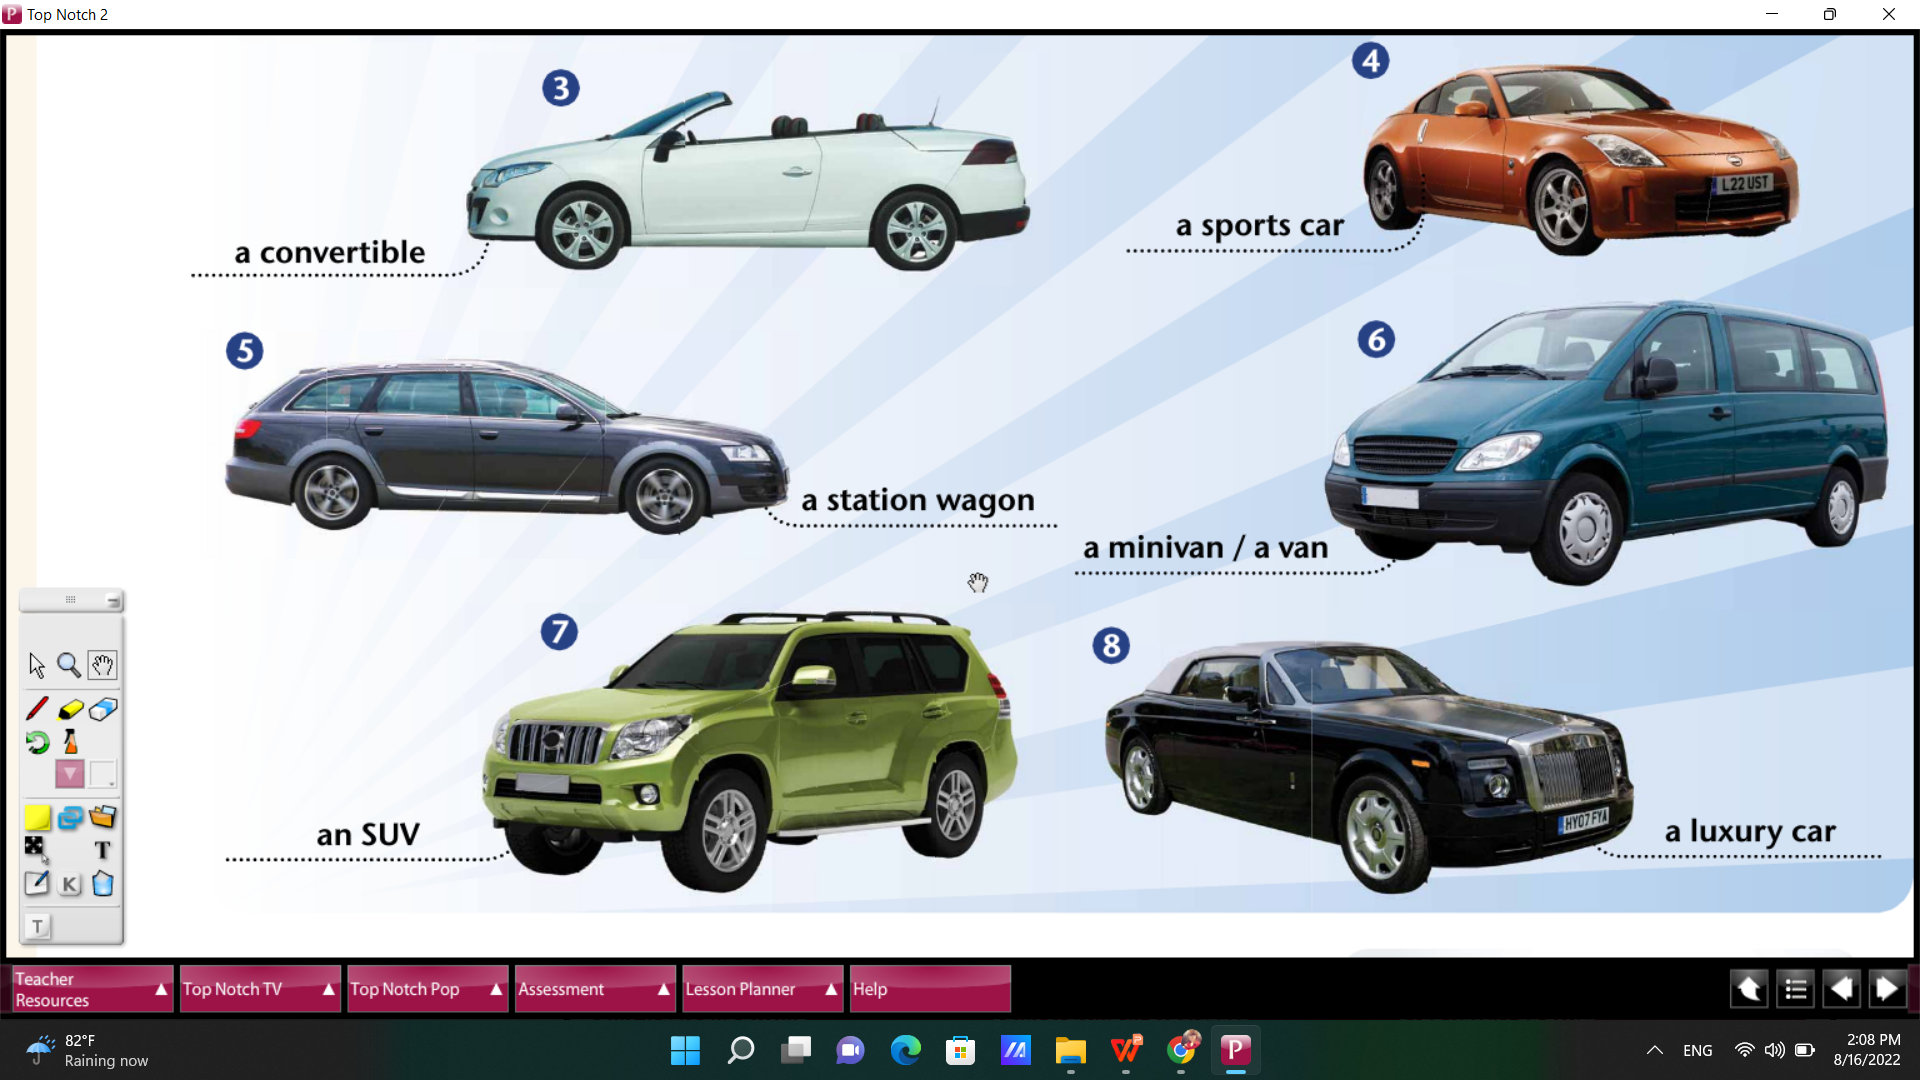 Top Notch 2
3
4
a convertible
L22 UST
a sports car
5
6
a station wagon
a minivan / a van
7
8
an SUV
HY07 FYA
a luxury car
T
K
T
Teacher
Resources
Top Notch TV
Top Notch Pop
Assessment
Lesson Planner
Help
82°F
Raining now
ENG
2:08 PM
8/16/2022